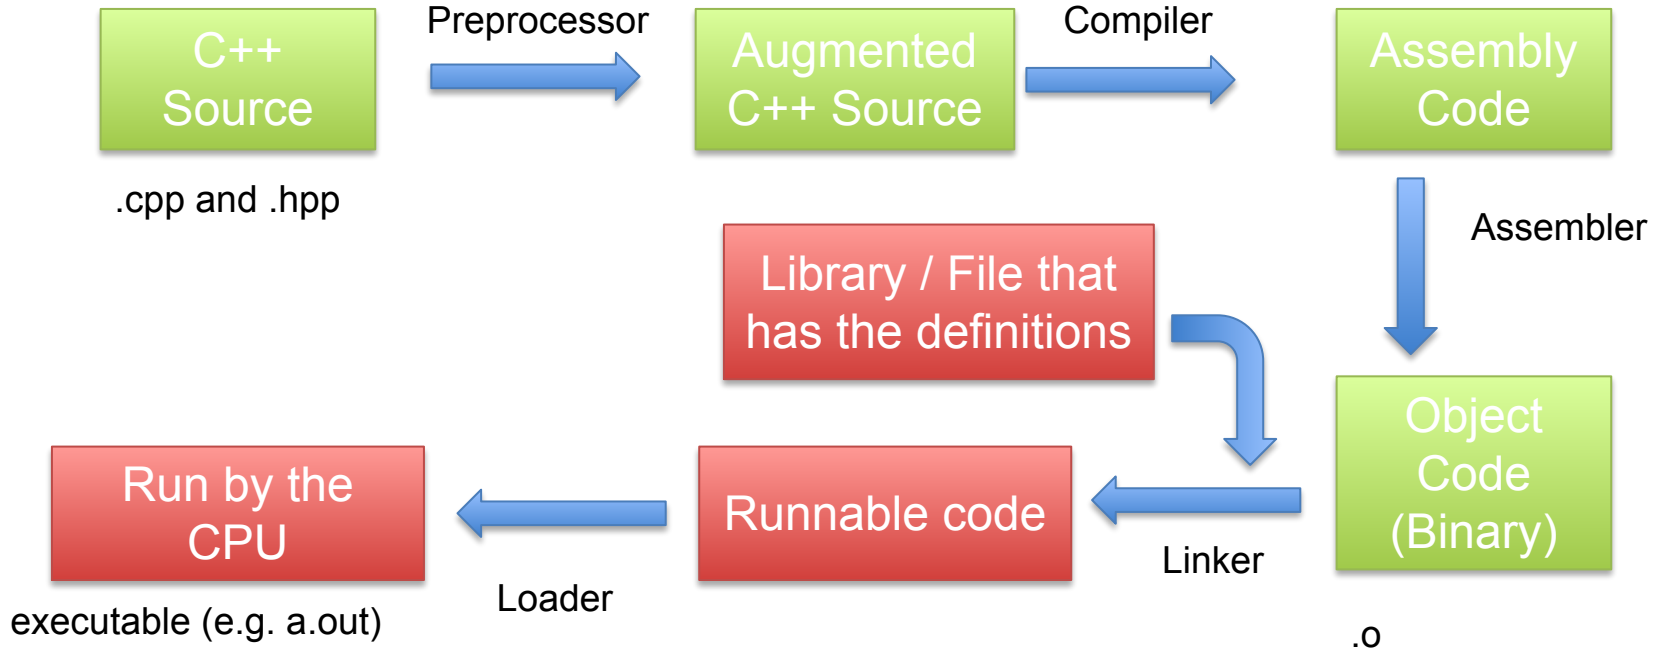 C++
Source
Preprocessor
Augmented
C++ Source
Compiler
Assembly
Code
.cpp and .hpp
Assembler
Library / File that
has the definitions
Object
Code
(Binary)
.o
Linker
Runnable code
Loader
Run by the
CPU
executable (e.g. a.out)